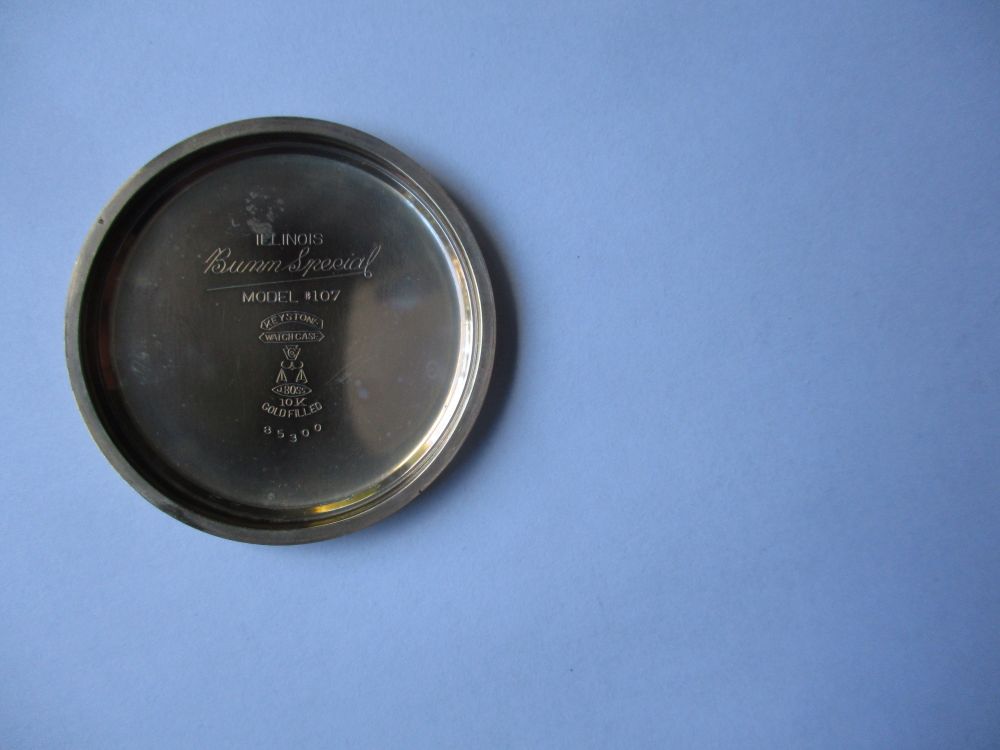 ILLINOIS
Bunn Special
MODEL #107
KEYSTONE
WATCH CASE
J.BOSS
10K
GOLD FILLED
85300